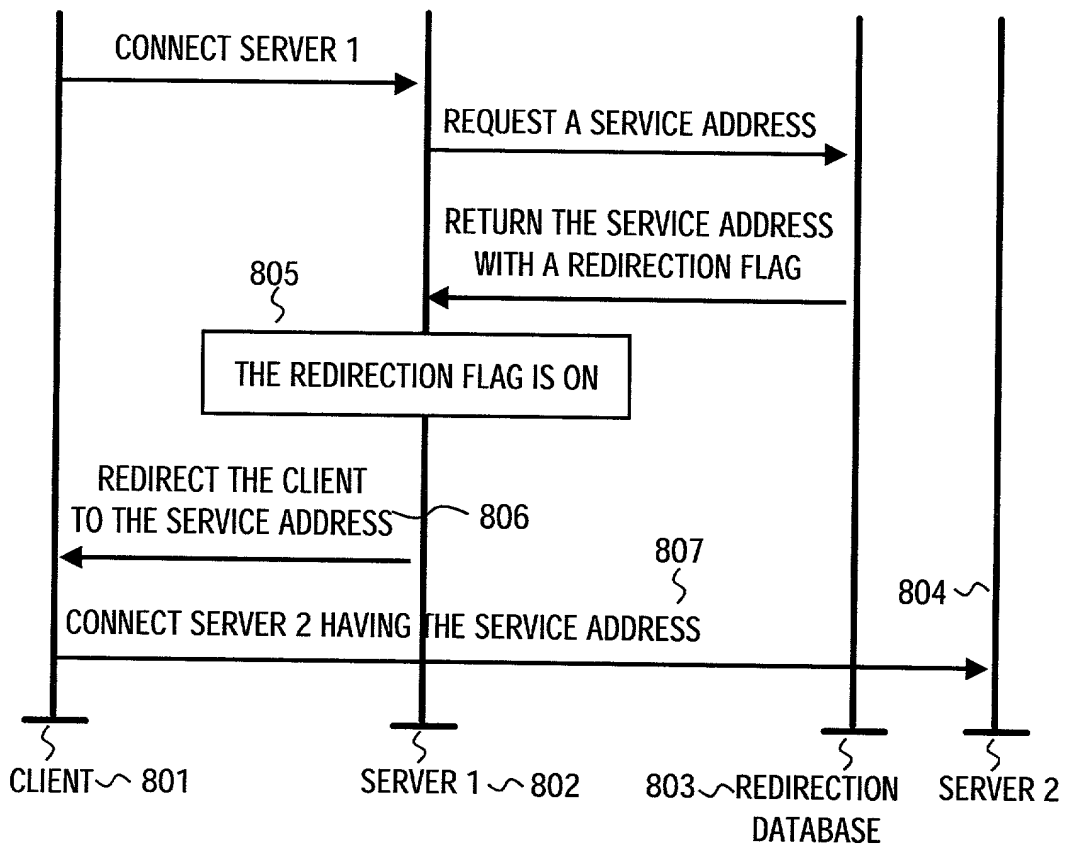 CONNECT SERVER 1
REQUEST A SERVICE ADDRESS
RETURN THE SERVICE ADDRESS
WITH A REDIRECTION FLAG
805
THE REDIRECTION FLAG IS ON
REDIRECT THE CLIENT
TO THE SERVICE ADDRESS 806
807
804
CONNECT SERVER 2 HAVING THE SERVICE ADDRESS
CLIENT 801
SERVER 1 802
803 REDIRECTION
DATABASE
SERVER 2